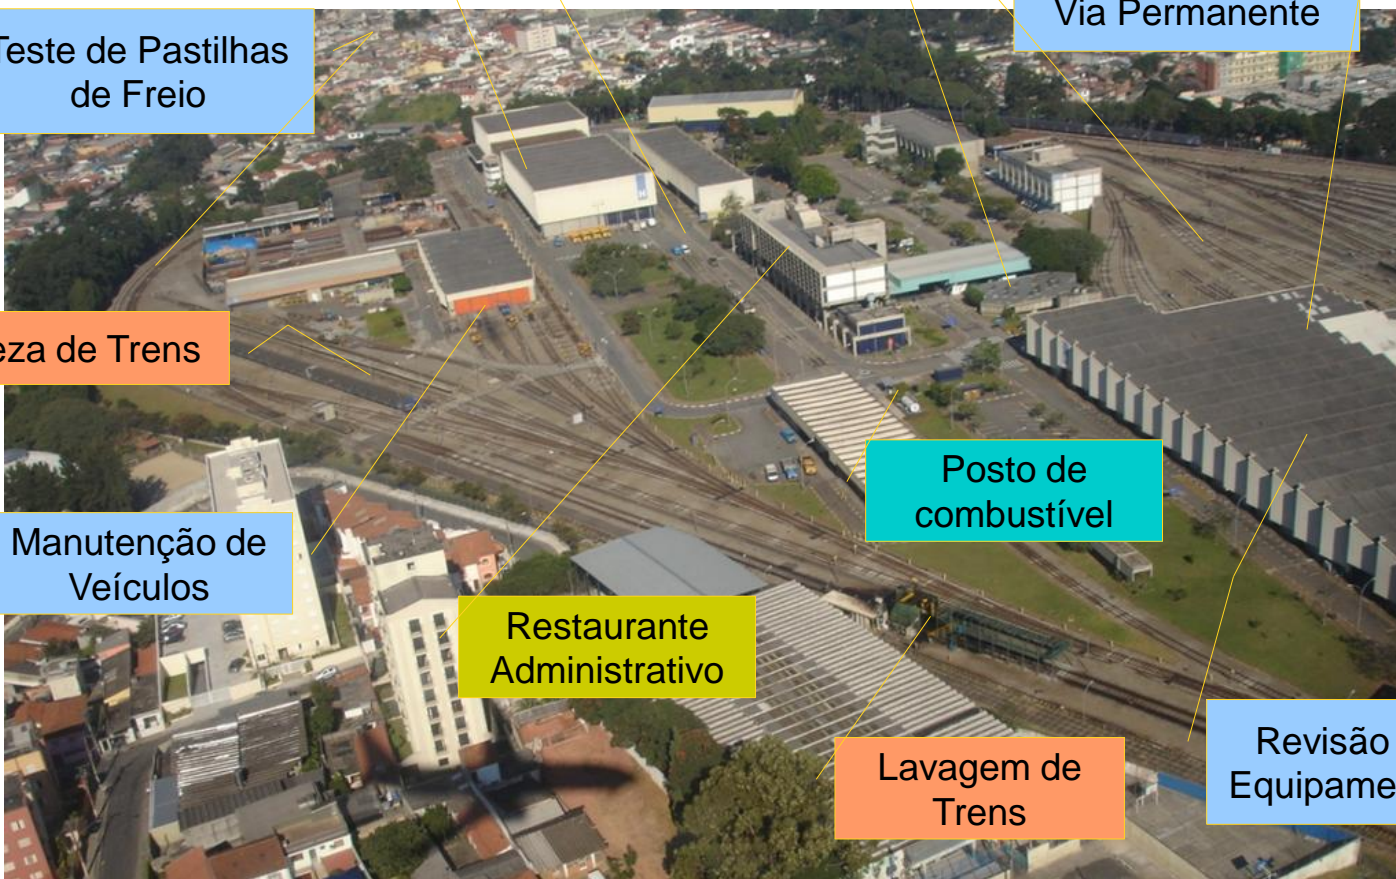 Via Permanente
Teste de Pastilhas
de Freio
eza de Trens
Posto de
combustível
Manutenção de
Veículos
Restaurante
Administrativo
Revisão
Equipame
Lavagem de
Trens